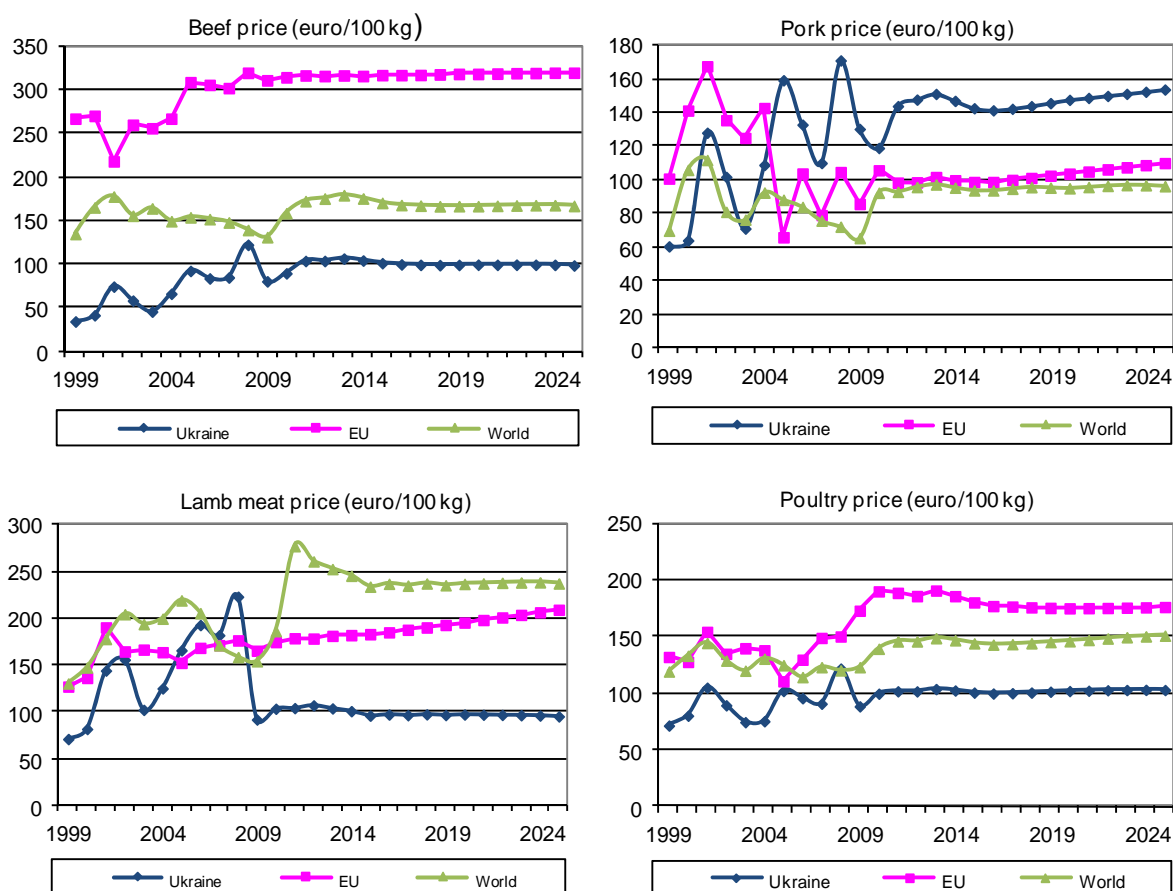 Beef price (euro/100 kg)
350
300
250
200
150
100
50
0
1999 2004 2009 2014 2019 2024
Ukraine EU World
Pork price (euro/100 kg)
180
160
140
120
100
80
60
40
20
0
1999 2004 2009 2014 2019 2024
Ukraine EU World
Lamb meat price (euro/100 kg)
300
250
200
150
100
50
0
1999 2004 2009 2014 2019 2024
Ukraine EU World
Poultry price (euro/100 kg)
250
200
150
100
50
0
1999 2004 2009 2014 2019 2024
Ukraine EU World